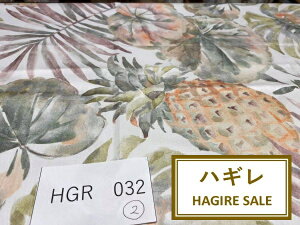 HGR 032
②
ハギレ
HAGIRE SALE